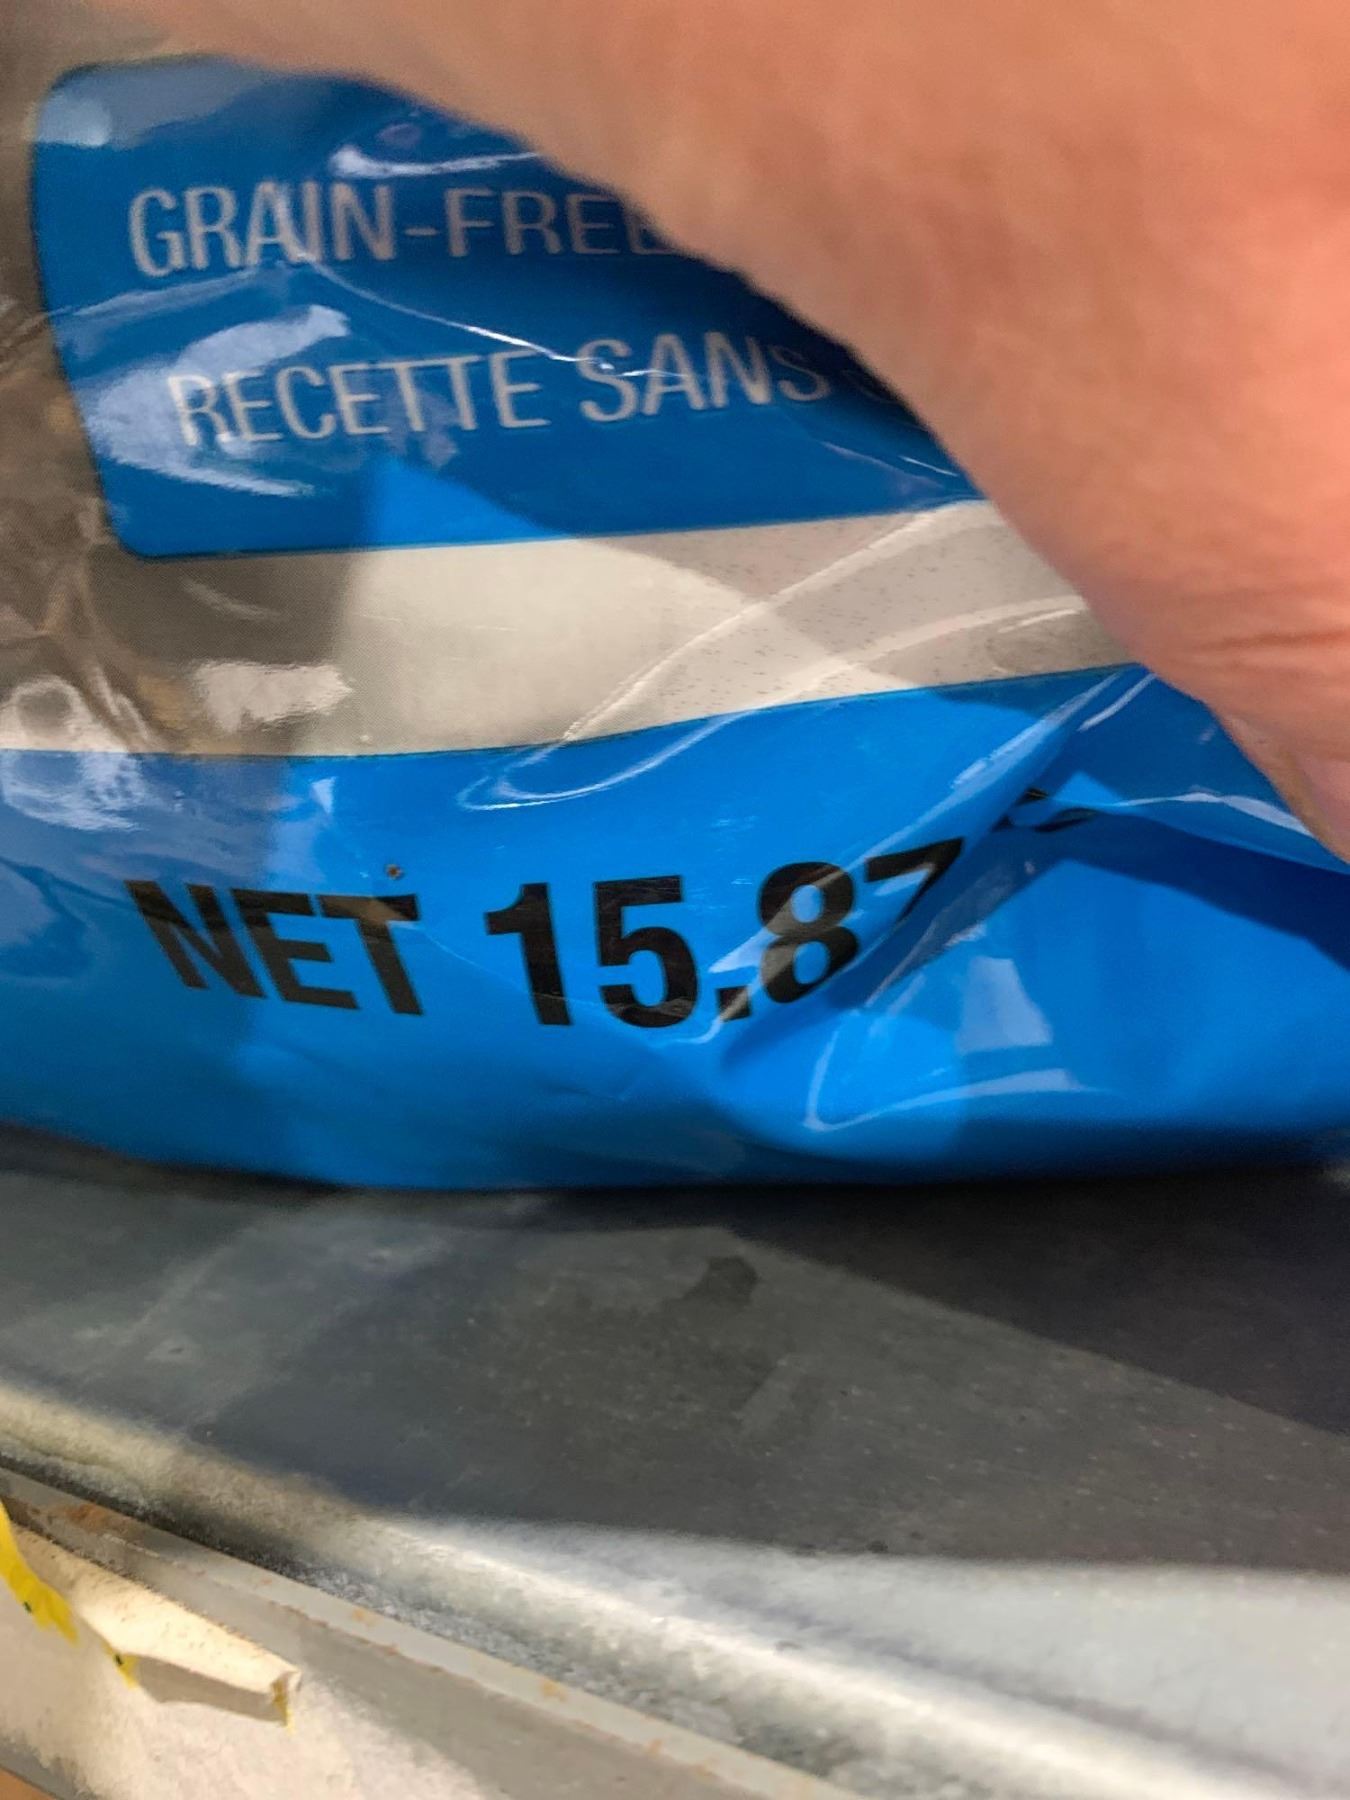 GRAIN-FREE
RECETTE SANS
NET 15.87